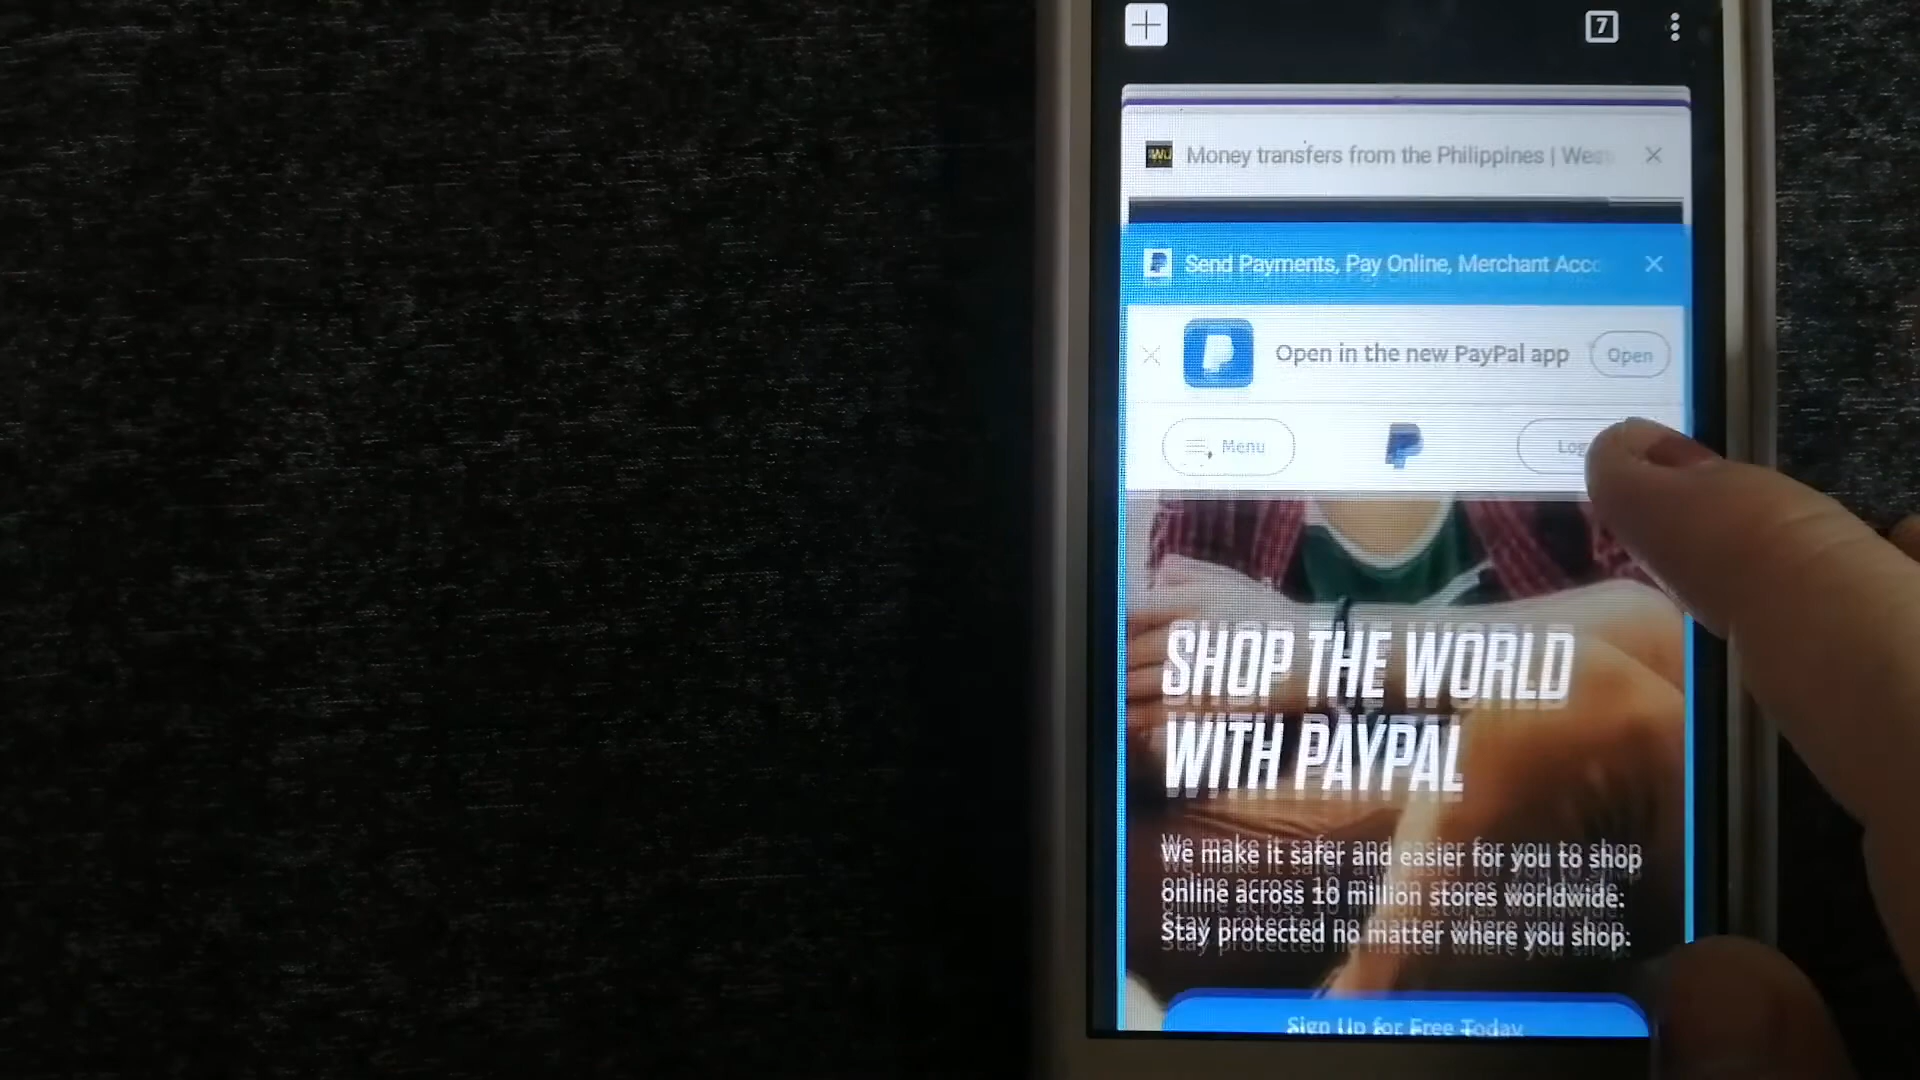 7
WU Money transfers from the Philippines | Wes
Send Payments, Pay Online, Merchant Acc
Open in the new PayPal app Open
Menu Log
SHOP THE WORLD
WITH PAYPAL
We make it safer and easier for you to shop
online across 10 million stores worldwide.
Stay protected no matter where you shop.
Sign Up for Free Today